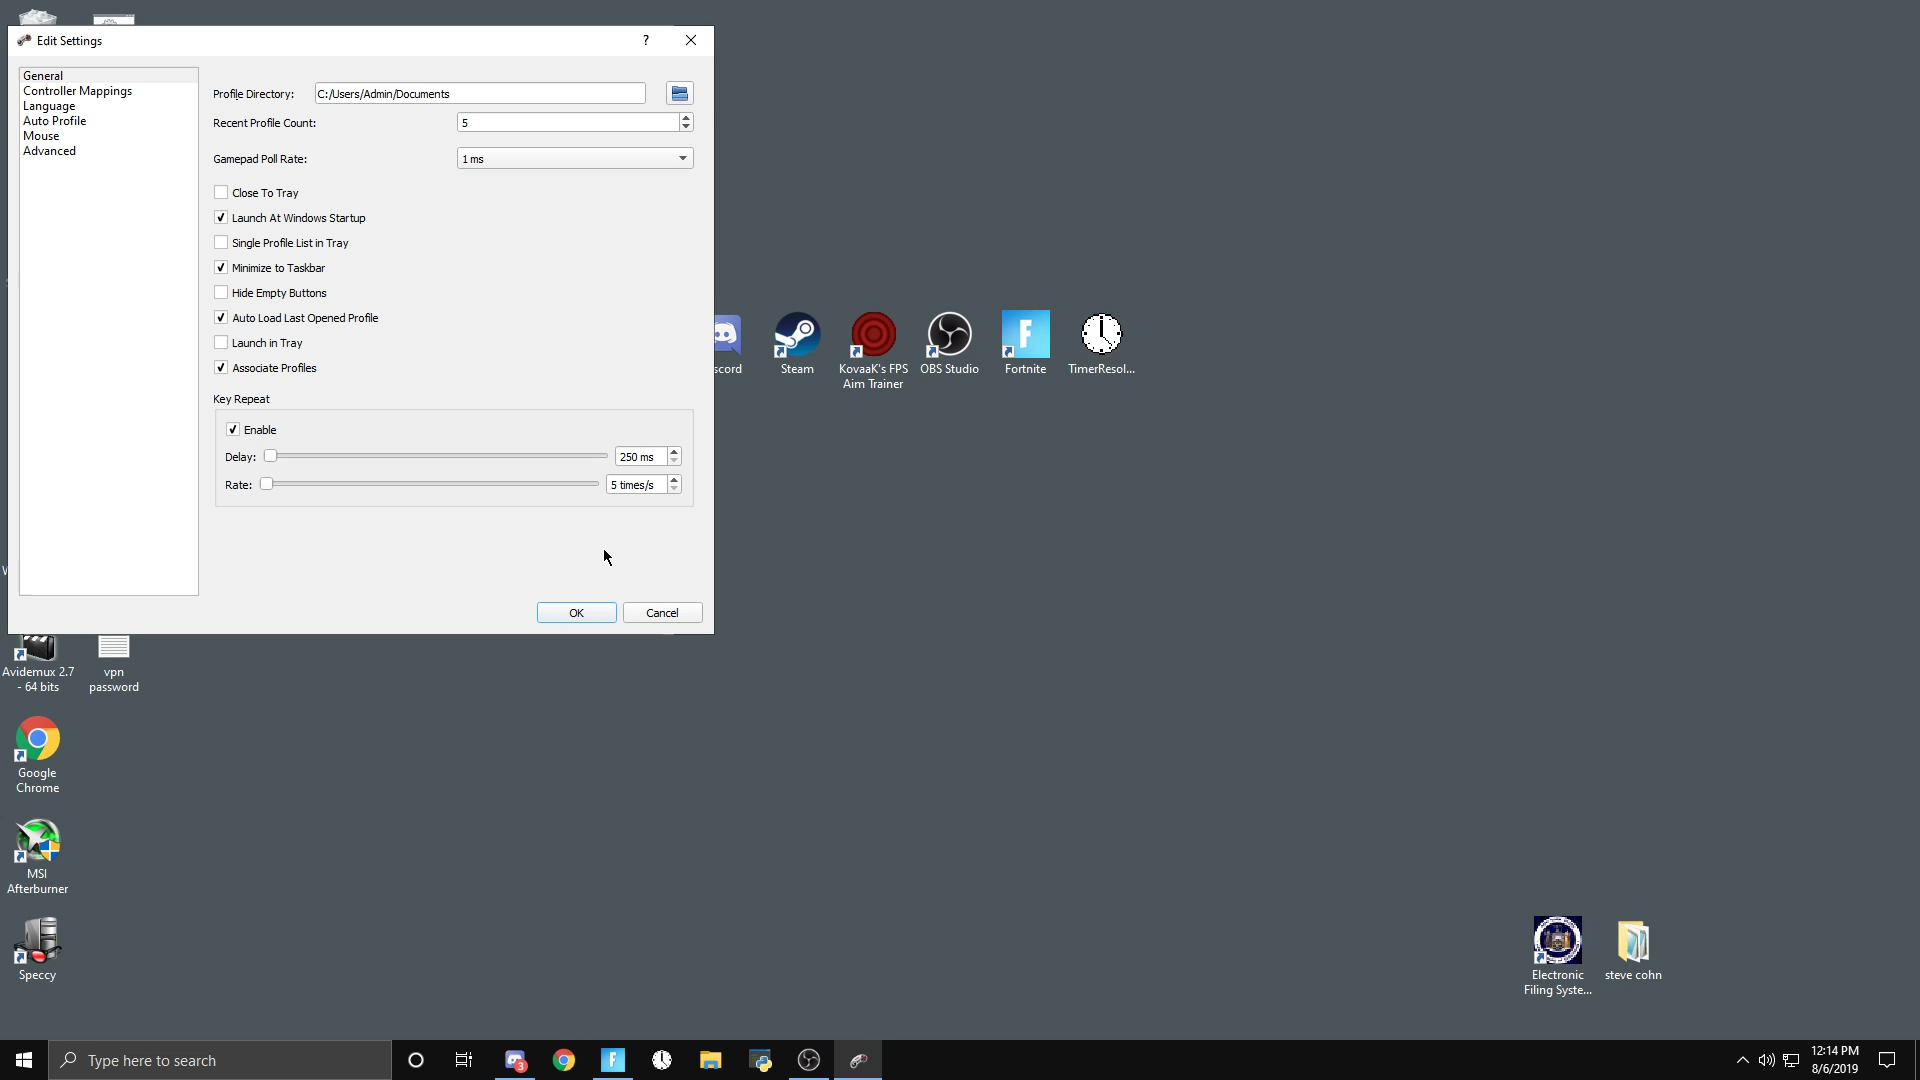 Edit Settings
?
General
Controller Mappings
Language
Auto Profile
Mouse
Advanced
Profile Directory:
C:/Users/Admin/Documents
Recent Profile Count:
5
Gamepad Poll Rate:
1 ms
Close To Tray
Launch At Windows Startup
Single Profile List in Tray
Minimize to Taskbar
Hide Empty Buttons
Auto Load Last Opened Profile
Launch in Tray
Associate Profiles
Key Repeat
Enable
Delay:
250 ms
Rate:
5 times/s
OK
Cancel
scord
Steam
KovaaK's FPS
Aim Trainer
OBS Studio
Fortnite
TimerResol...
Avidemux 2.7
- 64 bits
vpn
password
Google
Chrome
MSI
Afterburner
Speccy
Electronic
Filing Syste...
steve cohn
Type here to search
3
12:14 PM
8/6/2019